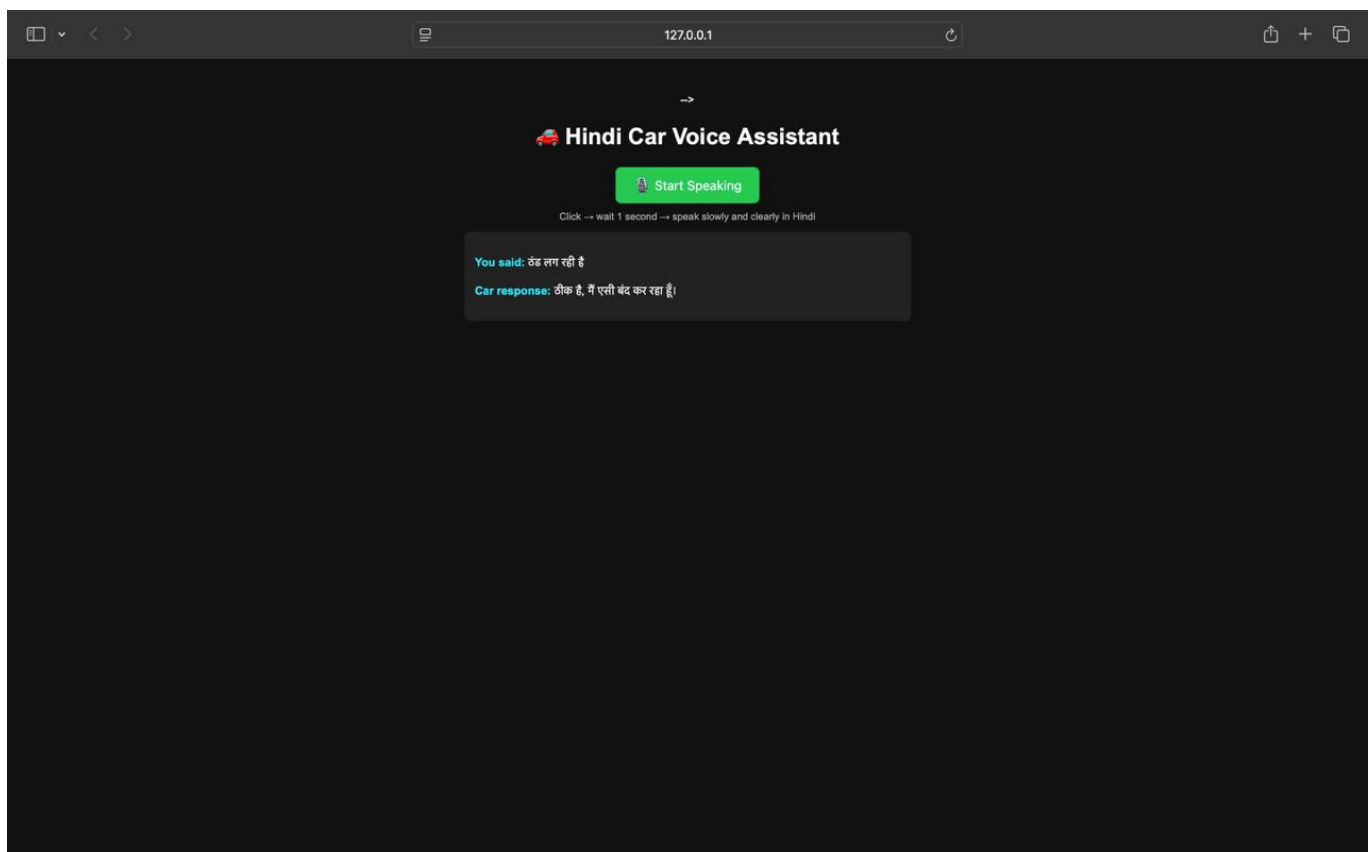 127.0.0.1
-->
🚗 Hindi Car Voice Assistant
🎙 Start Speaking
Click → wait 1 second → speak slowly and clearly in Hindi
You said: ठंड लग रही है
Car response: ठीक है, मैं एसी बंद कर रहा हूँ।